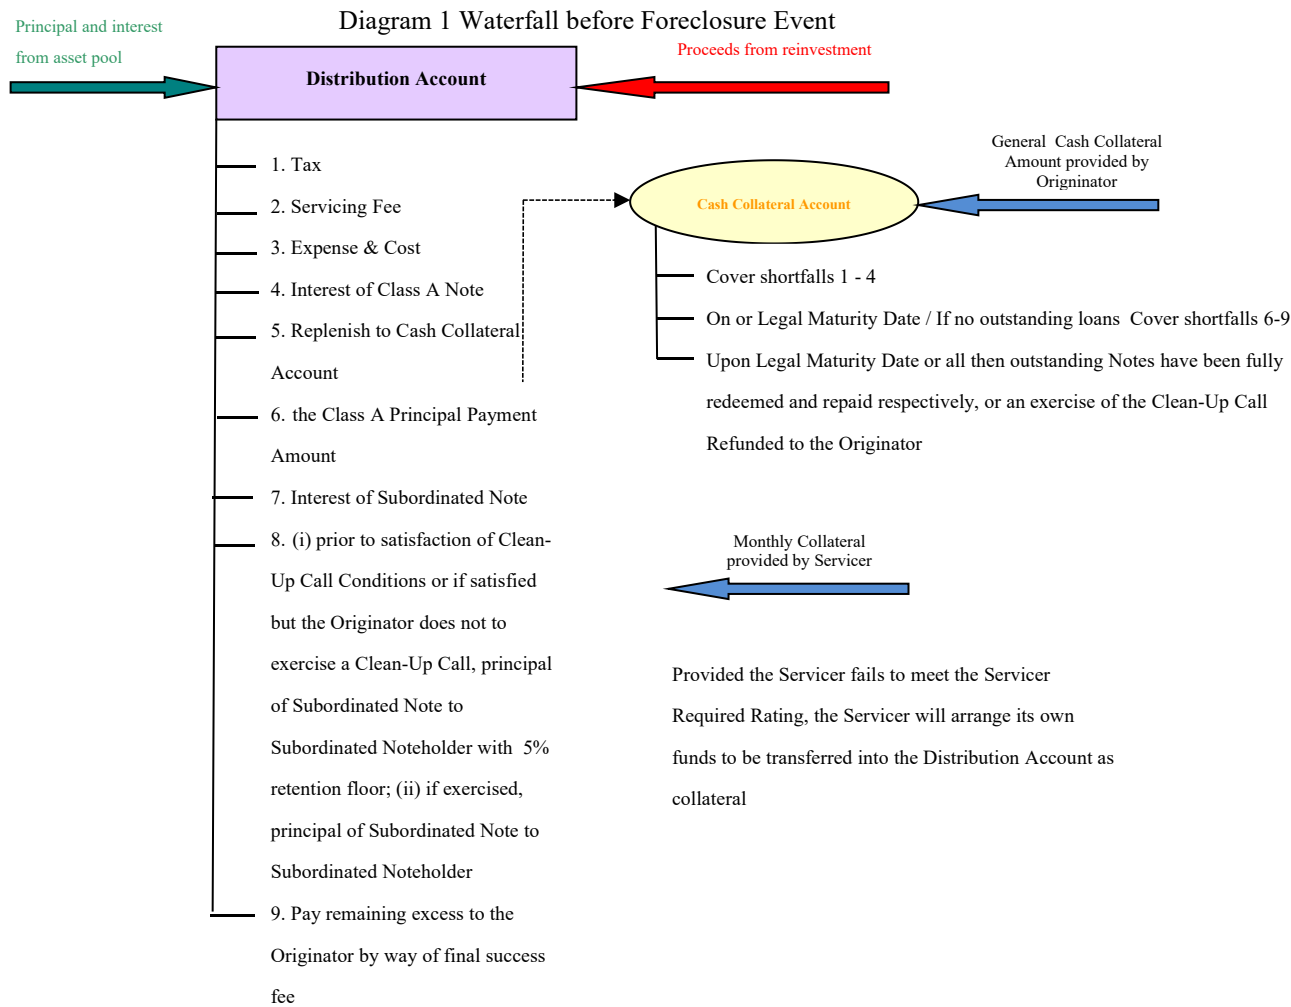 Diagram 1 Waterfall before Foreclosure Event
Principal and interest
from asset pool
Distribution Account
Proceeds from reinvestment
1. Tax
2. Servicing Fee
3. Expense & Cost
4. Interest of Class A Note
5. Replenish to Cash Collateral
Account
6. the Class A Principal Payment
Amount
7. Interest of Subordinated Note
8. (i) prior to satisfaction of Clean-
Up Call Conditions or if satisfied
but the Originator does not to
exercise a Clean-Up Call, principal
of Subordinated Note to
Subordinated Noteholder with 5%
retention floor; (ii) if exercised,
principal of Subordinated Note to
Subordinated Noteholder
9. Pay remaining excess to the
Originator by way of final success
fee
General Cash Collateral
Amount provided by
Origninator
Cash Collateral Account
Cover shortfalls 1 - 4
On or Legal Maturity Date / If no outstanding loans Cover shortfalls 6-9
Upon Legal Maturity Date or all then outstanding Notes have been fully
redeemed and repaid respectively, or an exercise of the Clean-Up Call
Refunded to the Originator
Monthly Collateral
provided by Servicer
Provided the Servicer fails to meet the Servicer
Required Rating, the Servicer will arrange its own
funds to be transferred into the Distribution Account as
collateral